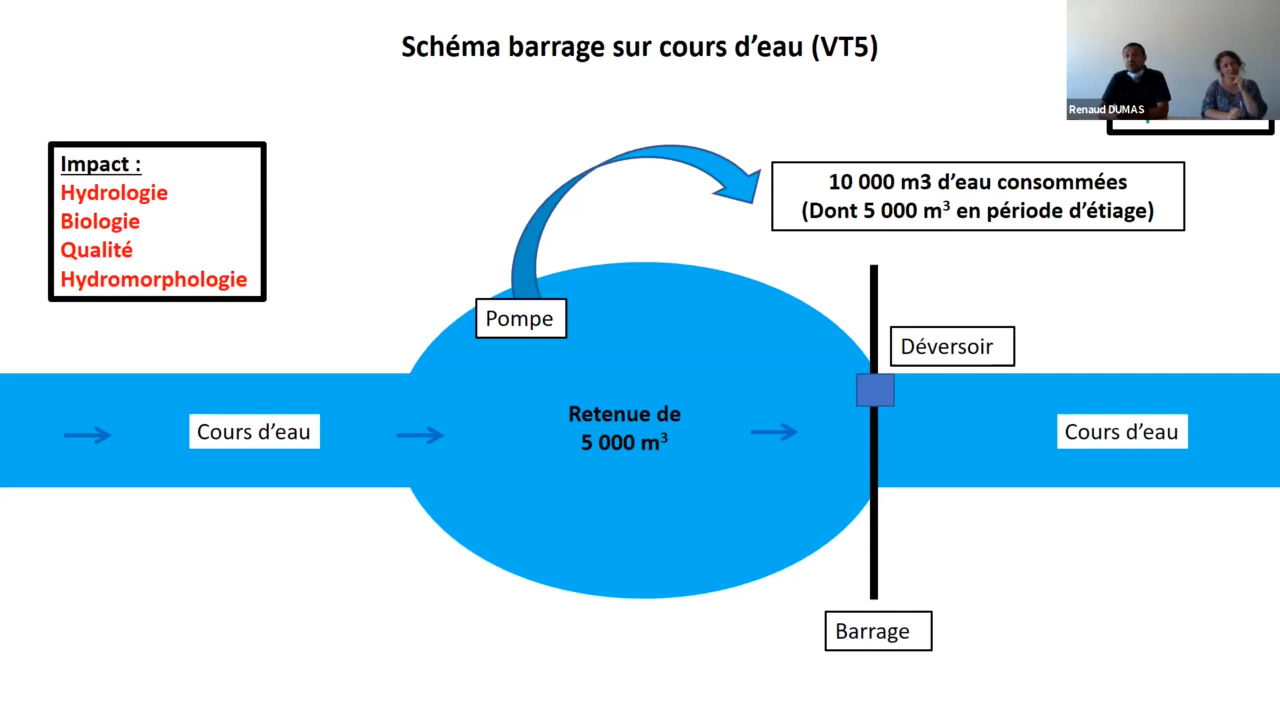 Schéma barrage sur cours d'eau (VT5)
Renaud DUMAS
Impact :
Hydrologie
Biologie
Qualité
Hydromorphologie
10 000 m3 d'eau consommées
(Dont 5 000 m³ en période d'étiage)
Pompe
Déversoir
Retenue de
5 000 m³
Cours d'eau
Cours d'eau
Barrage